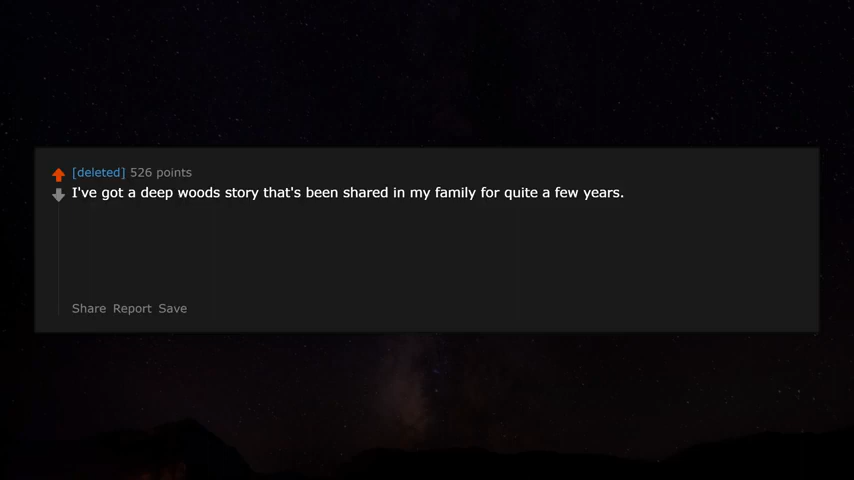 [deleted] 526 points
I've got a deep woods story that's been shared in my family for quite a few years.
Share Report Save